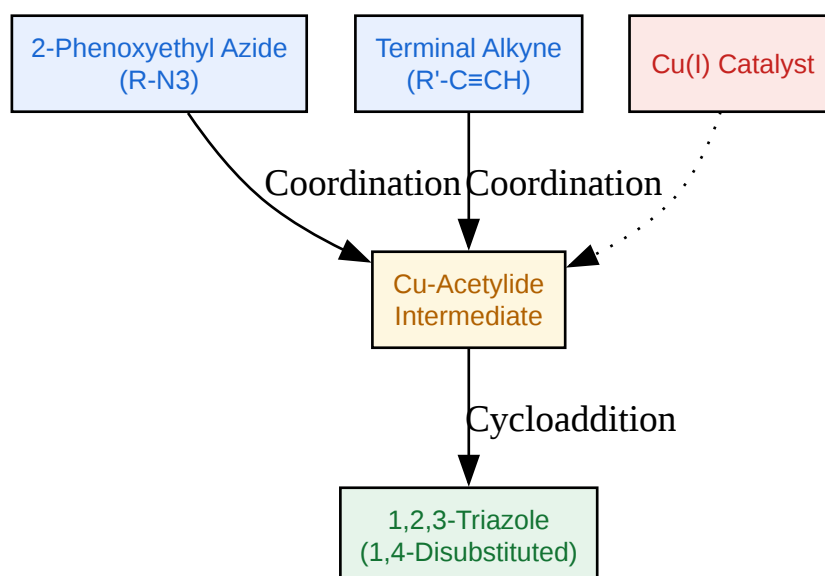 2-Phenoxyethyl Azide
(R-N3)
Terminal Alkyne
(R'-C≡CH)
Cu(I) Catalyst
Coordination
Coordination
Cu-Acetylide
Intermediate
Cycloaddition
1,2,3-Triazole
(1,4-Disubstituted)